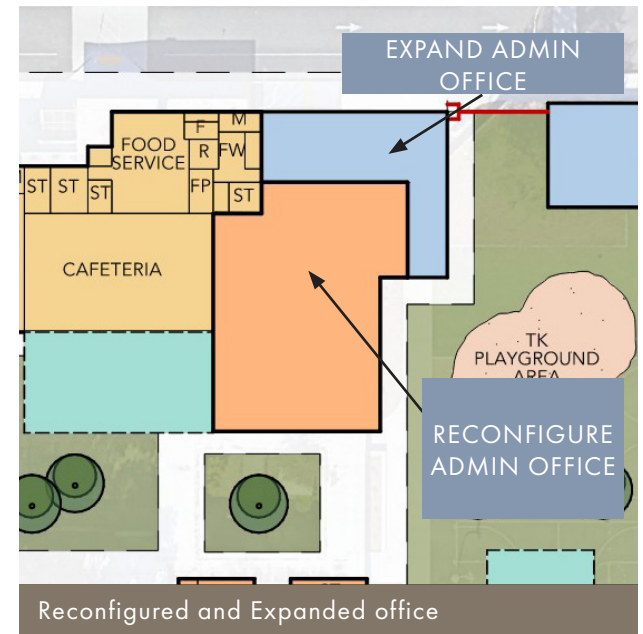 EXPAND ADMIN
OFFICE
M
F
FOOD
SERVICE
R
FW
ST
ST
ST
FP
ST
CAFETERIA
TK
PLAYGROUND
AREA
RECONFIGURE
ADMIN OFFICE
Reconfigured and Expanded office